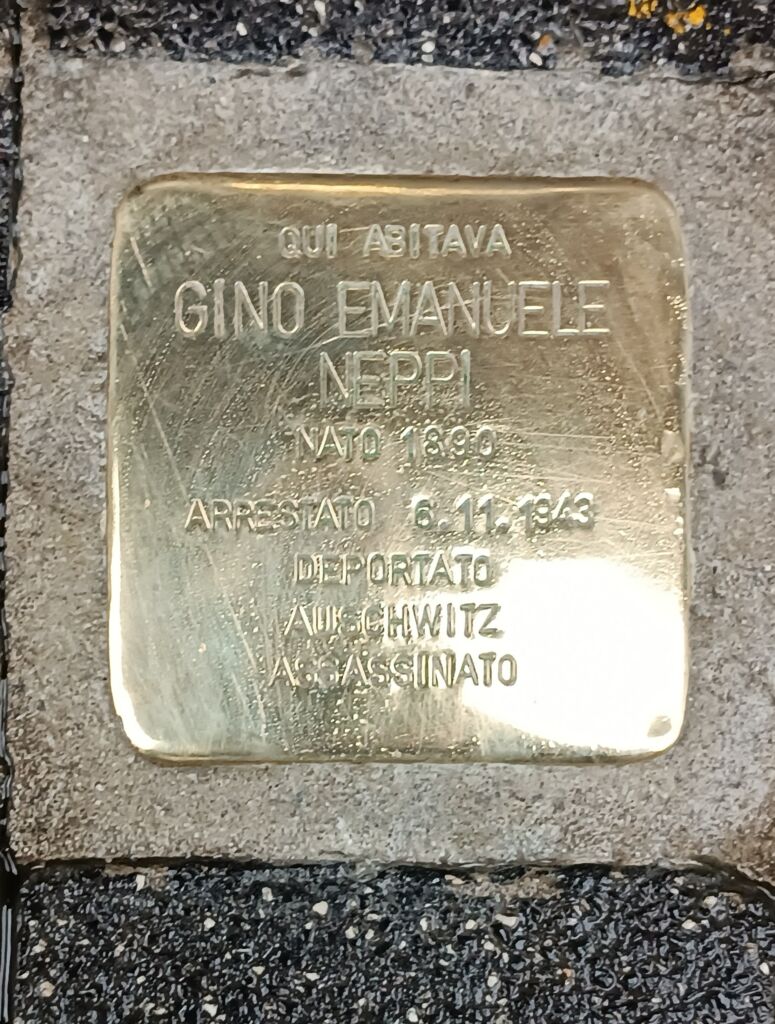 QUI ABITAVA
GINO EMANUELE
NEPPI
NATO 1890
ARRESTATO 6.11.1943
DEPORTATO
AUSCHWITZ
ASSASSINATO